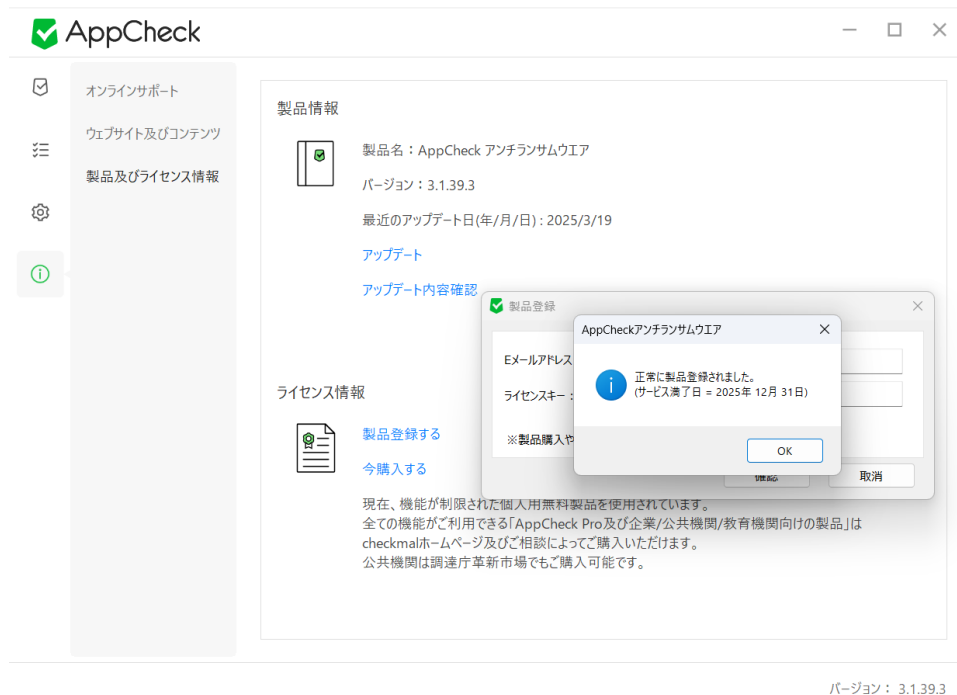 AppCheck
オンラインサポート
ウェブサイト及びコンテンツ
製品及びライセンス情報
製品情報
製品名：AppCheck アンチランサムウエア
バージョン：3.1.39.3
最近のアップデート日(年/月/日) : 2025/3/19
アップデート
アップデート内容確認
製品登録
Eメールアドレス
ライセンスキー：
※製品購入や
AppCheckアンチランサムウエア
正常に製品登録されました。
(サービス満了日 = 2025年 12月 31日)
OK
確認
取消
ライセンス情報
製品登録する
今購入する
現在、機能が制限された個人用無料製品を使用されています。
全ての機能がご利用できる「AppCheck Pro及び企業/公共機関/教育機関向けの製品」は
checkmalホームページ及びご相談によってご購入いただけます。
公共機関は調達庁革新市場でもご購入可能です。
バージョン： 3.1.39.3